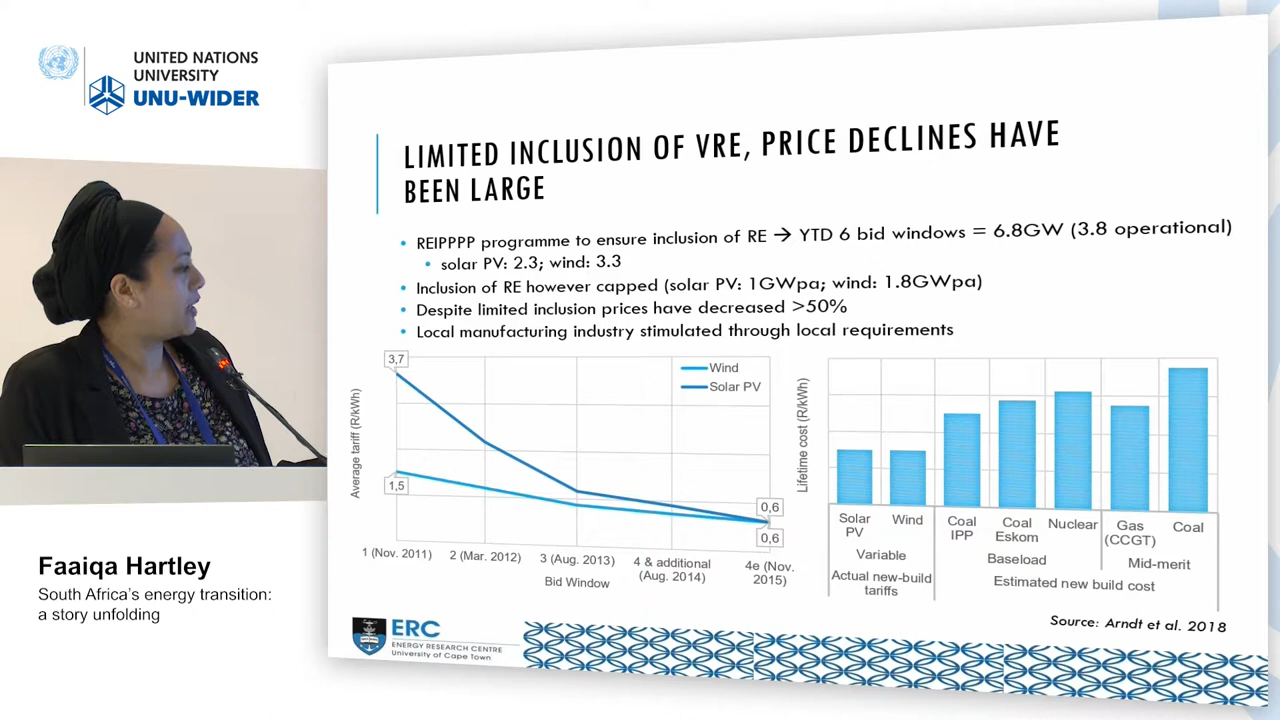 UNITED NATIONS
UNIVERSITY
UNU-WIDER
LIMITED INCLUSION OF VRE, PRICE DECLINES HAVE
BEEN LARGE
• REIPPPP programme to ensure inclusion of RE → YTD 6 bid windows = 6.8GW (3.8 operational)
• solar PV: 2.3; wind: 3.3
• Inclusion of RE however capped (solar PV: 1GWpa; wind: 1.8GWpa)
• Despite limited inclusion prices have decreased >50%
• Local manufacturing industry stimulated through local requirements
Average tariff (R/kWh)
3,7
1,5
0,6
0,6
Wind
Solar PV
1 (Nov. 2011)
2 (Mar. 2012)
3 (Aug. 2013)
4 & additional
(Aug. 2014)
4e (Nov.
2015)
Bid Window
Lifetime cost (R/kWh)
Solar
PV
Wind
Coal
IPP
Coal
Eskom
Nuclear
Gas
(CCGT)
Coal
Variable
Baseload
Mid-merit
Actual new-build
tariffs
Estimated new build cost
Source: Arndt et al. 2018
ERC
ENERGY RESEARCH CENTRE
University of Cape Town
Faaiqa Hartley
South Africa's energy transition:
a story unfolding